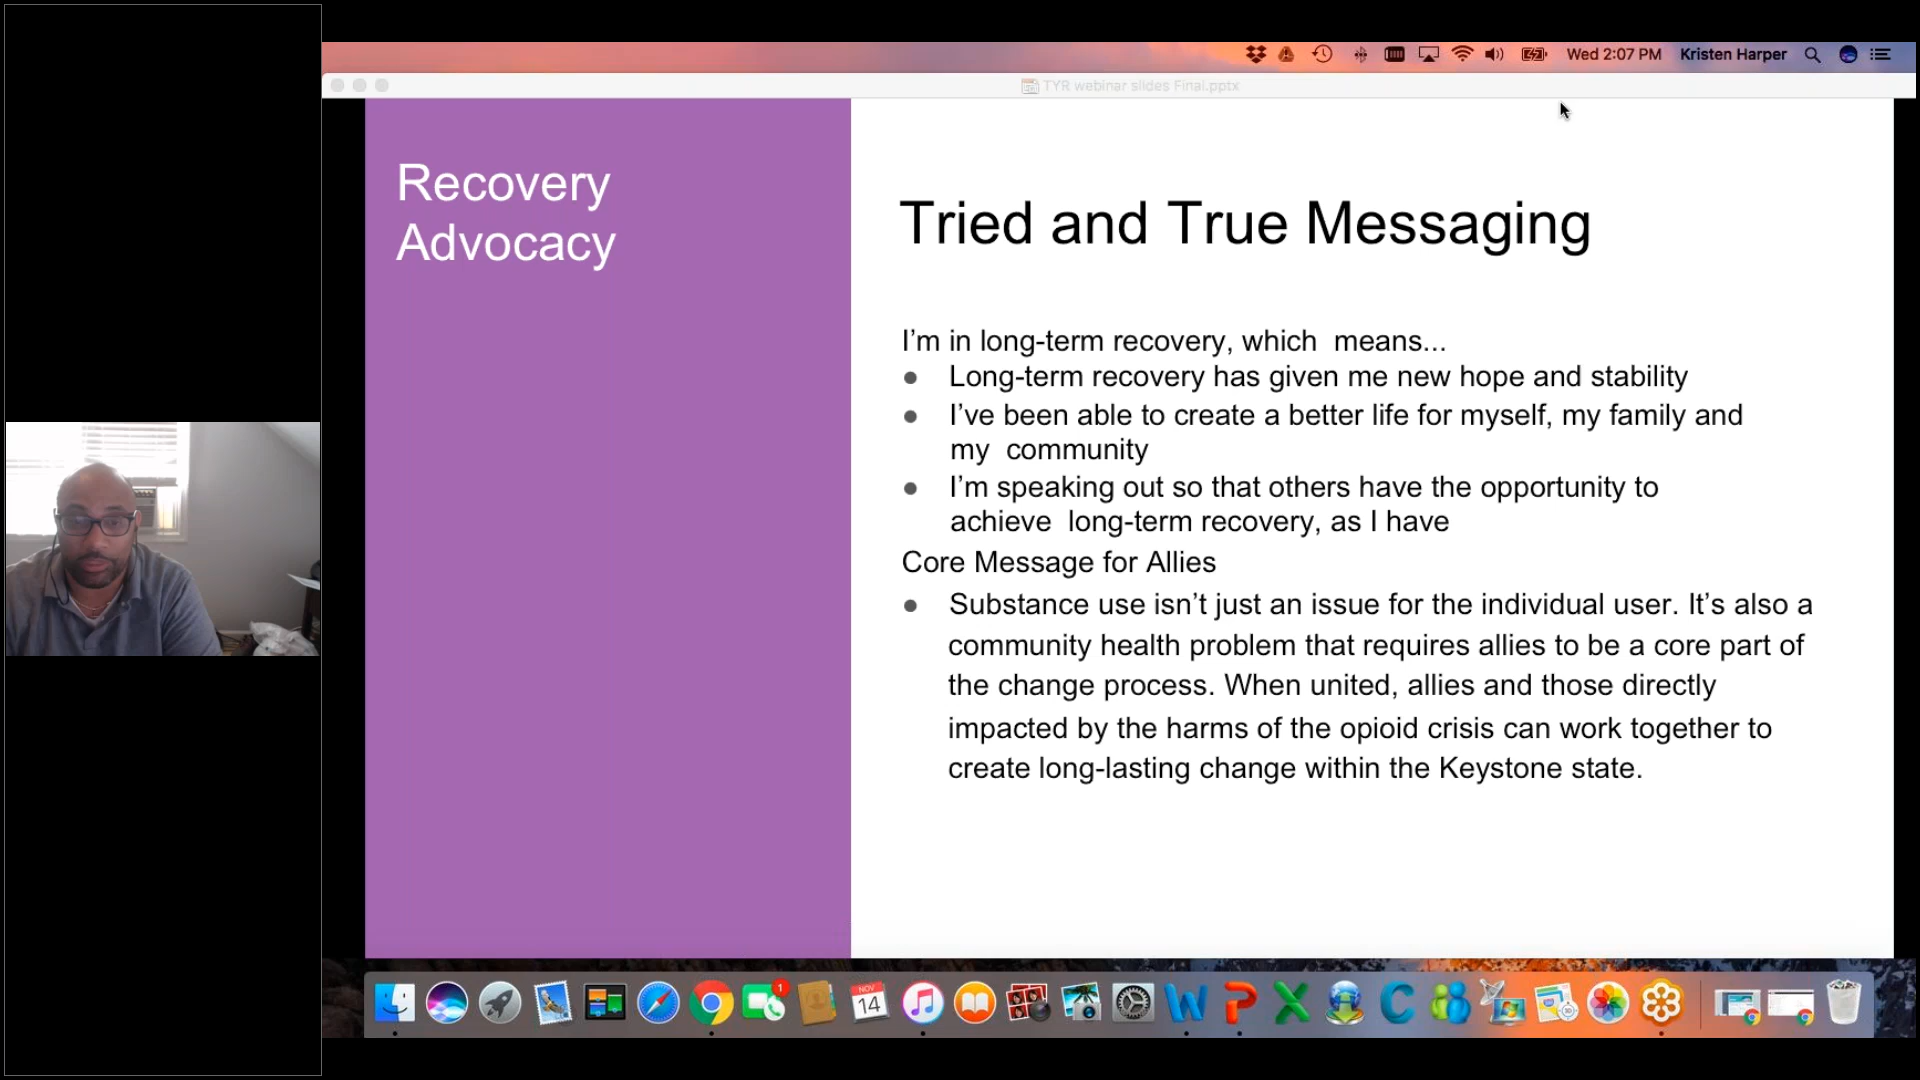 Wed 2:07 PM Kristen Harper
TYR webinar slides Final.pptx
Recovery
Advocacy
Tried and True Messaging
I’m in long-term recovery, which  means...
● Long-term recovery has given me new hope and stability
● I’ve been able to create a better life for myself, my family and
my  community
● I’m speaking out so that others have the opportunity to
achieve  long-term recovery, as I have
Core Message for Allies
● Substance use isn’t just an issue for the individual user. It’s also a
community health problem that requires allies to be a core part of
the change process. When united, allies and those directly
impacted by the harms of the opioid crisis can work together to
create long-lasting change within the Keystone state.
1
NOV
14